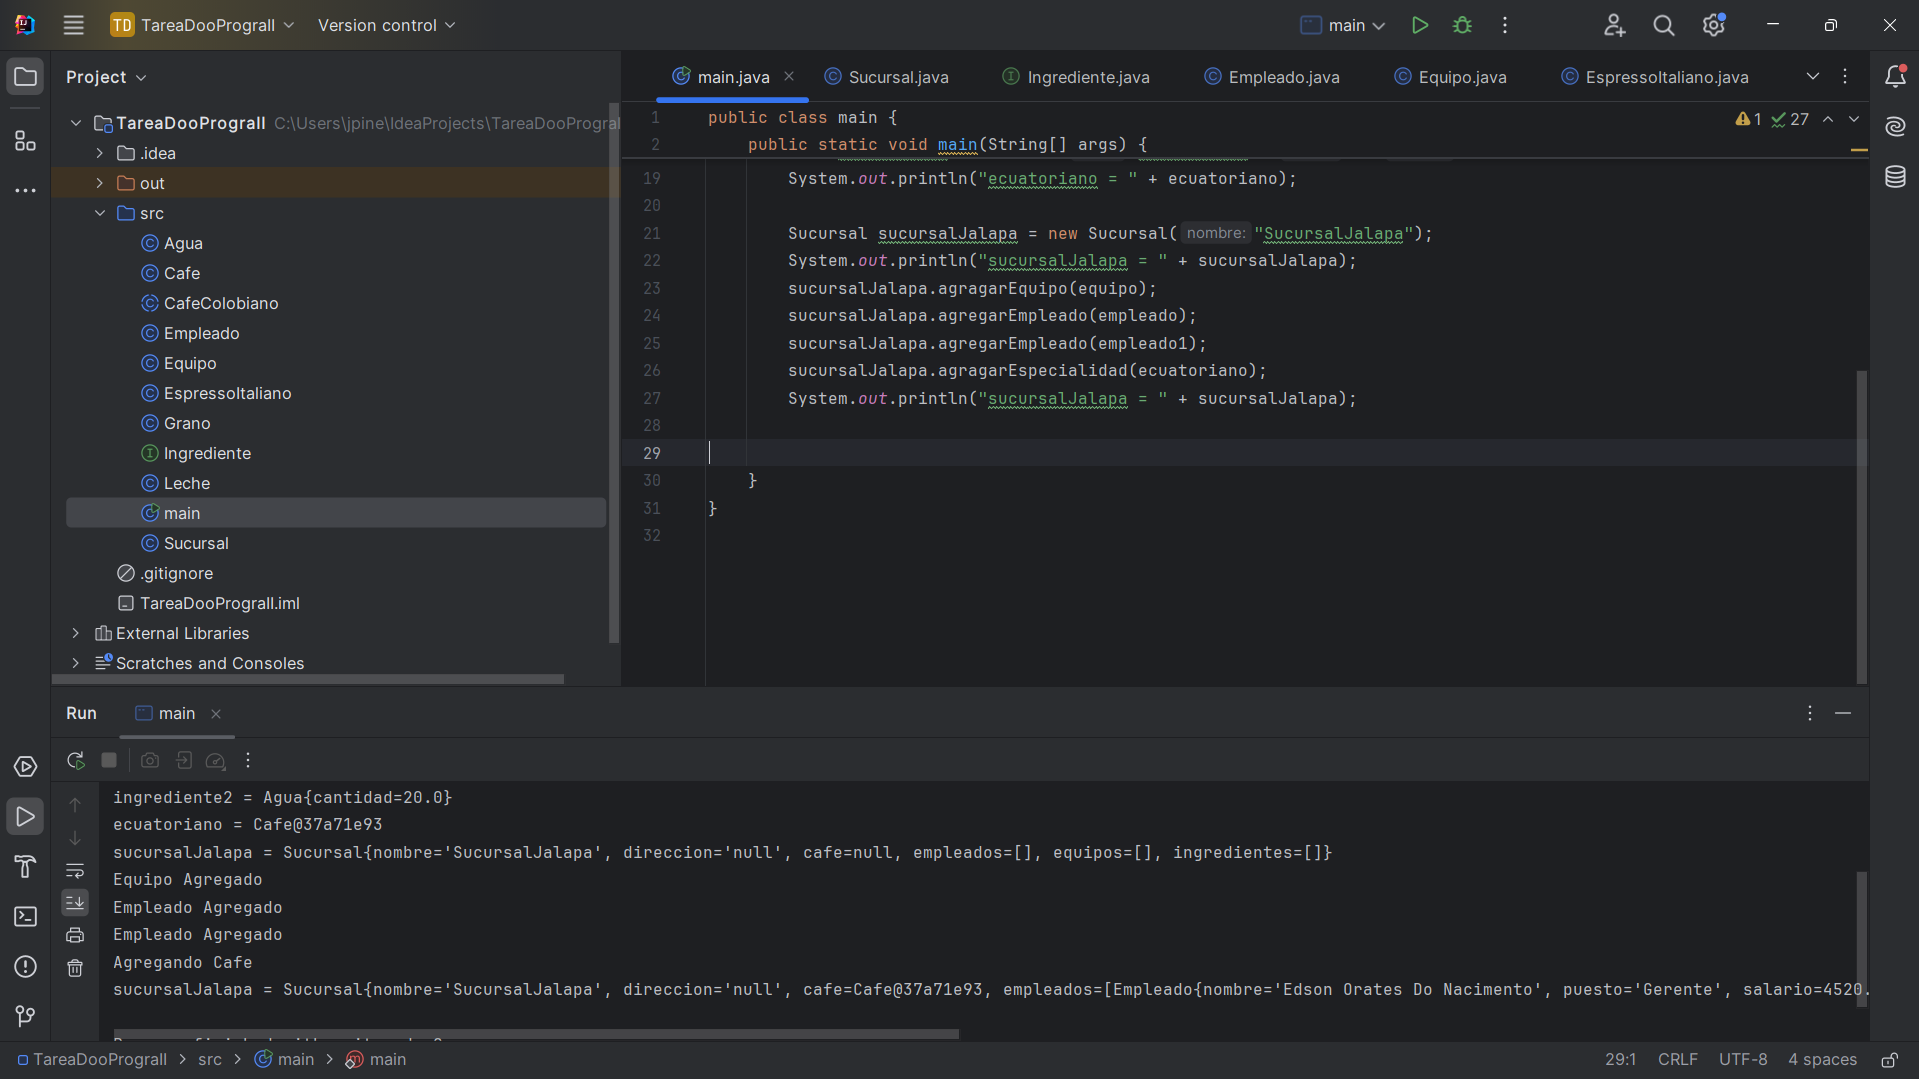 TD TareaDooPrograII Version control main
Project
TareaDooPrograII C:\Users\jpine\IdeaProjects\TareaDooPrograI
.idea
out
src
Agua
Cafe
CafeColobiano
Empleado
Equipo
EspressoItaliano
Grano
Ingrediente
Leche
main
Sucursal
.gitignore
TareaDooPrograII.iml
External Libraries
Scratches and Consoles
main.java Sucursal.java Ingrediente.java Empleado.java Equipo.java EspressoItaliano.java
1 27
1 public class main {
2 public static void main(String[] args) {
19 System.out.println("ecuatoriano = " + ecuatoriano);
20
21 Sucursal sucursalJalapa = new Sucursal( nombre: "SucursalJalapa");
22 System.out.println("sucursalJalapa = " + sucursalJalapa);
23 sucursalJalapa.agragarEquipo(equipo);
24 sucursalJalapa.agregarEmpleado(empleado);
25 sucursalJalapa.agregarEmpleado(empleado1);
26 sucursalJalapa.agragarEspecialidad(ecuatoriano);
27 System.out.println("sucursalJalapa = " + sucursalJalapa);
28
29
30 }
31 }
32
Run main
ingrediente2 = Agua{cantidad=20.0}
ecuatoriano = Cafe@37a71e93
sucursalJalapa = Sucursal{nombre='SucursalJalapa', direccion='null', cafe=null, empleados=[], equipos=[], ingredientes=[]}
Equipo Agregado
Empleado Agregado
Empleado Agregado
Agregando Cafe
sucursalJalapa = Sucursal{nombre='SucursalJalapa', direccion='null', cafe=Cafe@37a71e93, empleados=[Empleado{nombre='Edson Orates Do Nacimento', puesto='Gerente', salario=4520.
TareaDooPrograII > src > main > main
29:1 CRLF UTF-8 4 spaces